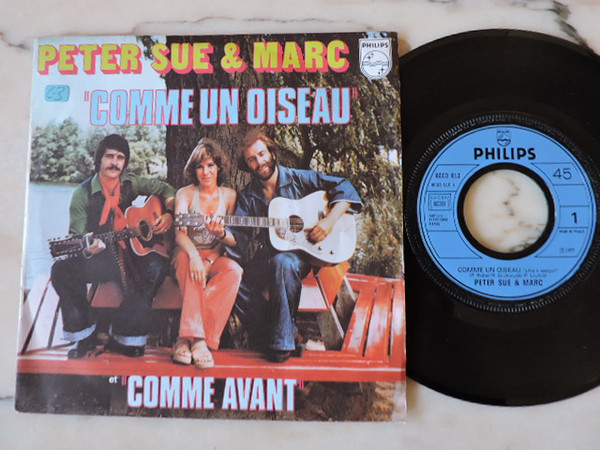 PETER SUE & MARC
PHILIPS
"COMME UN OISEAU"
et "COMME AVANT"
PHILIPS
45
1
COMME UN OISEAU
PETER SUE & MARC